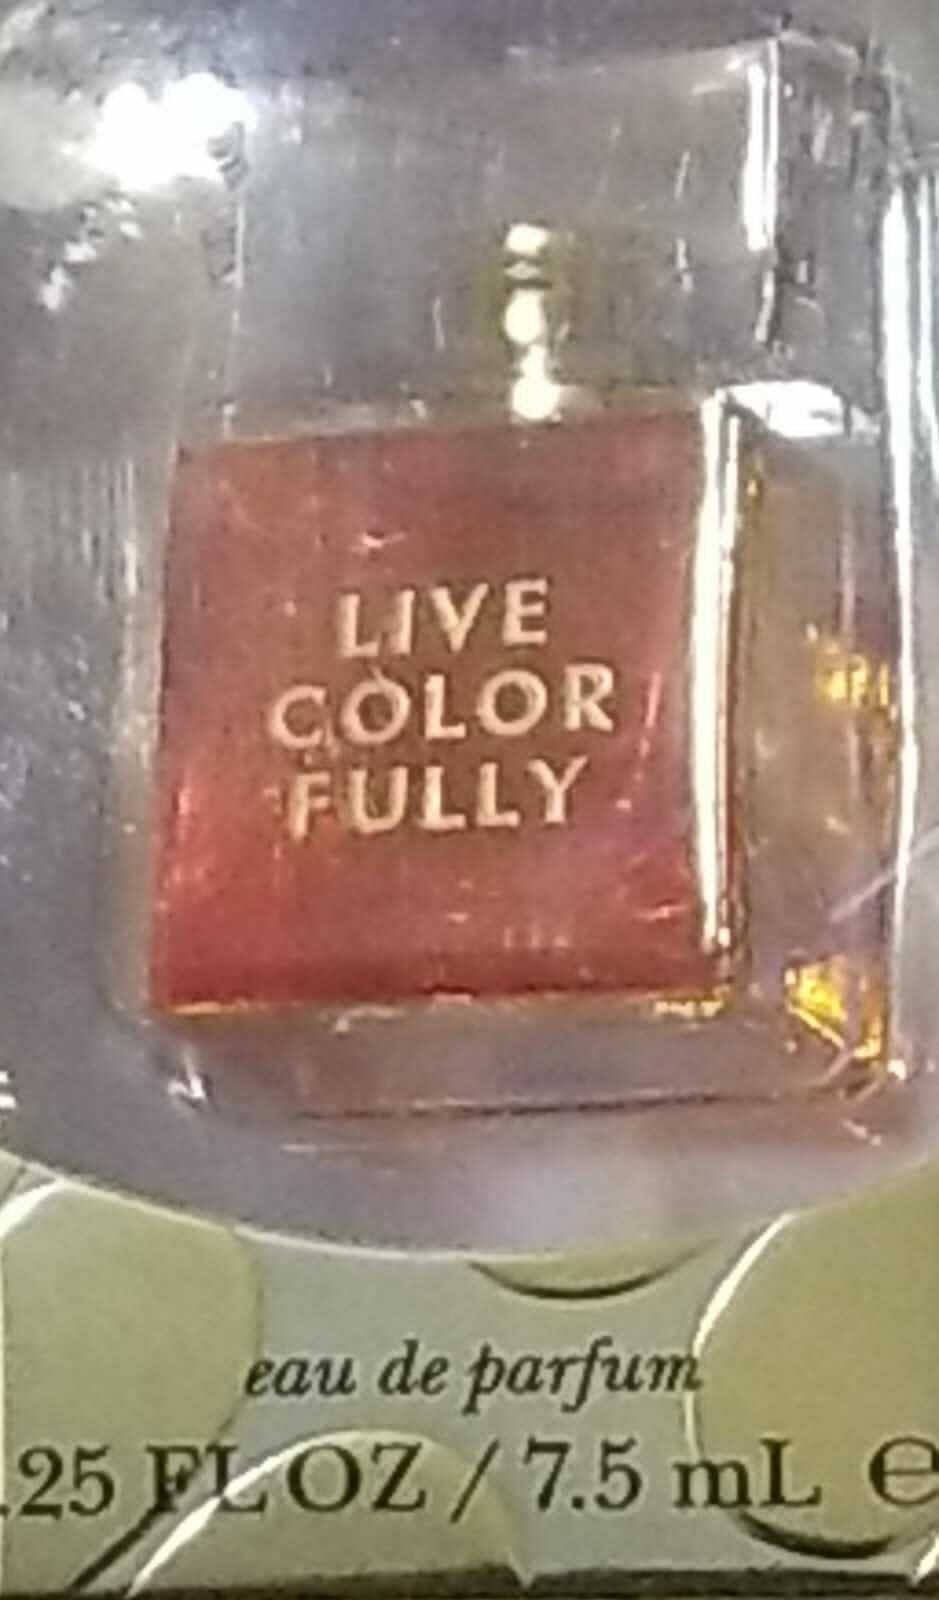 LIVE
COLOR
FULLY
eau de parfum
.25 FL OZ / 7.5 mL ℮